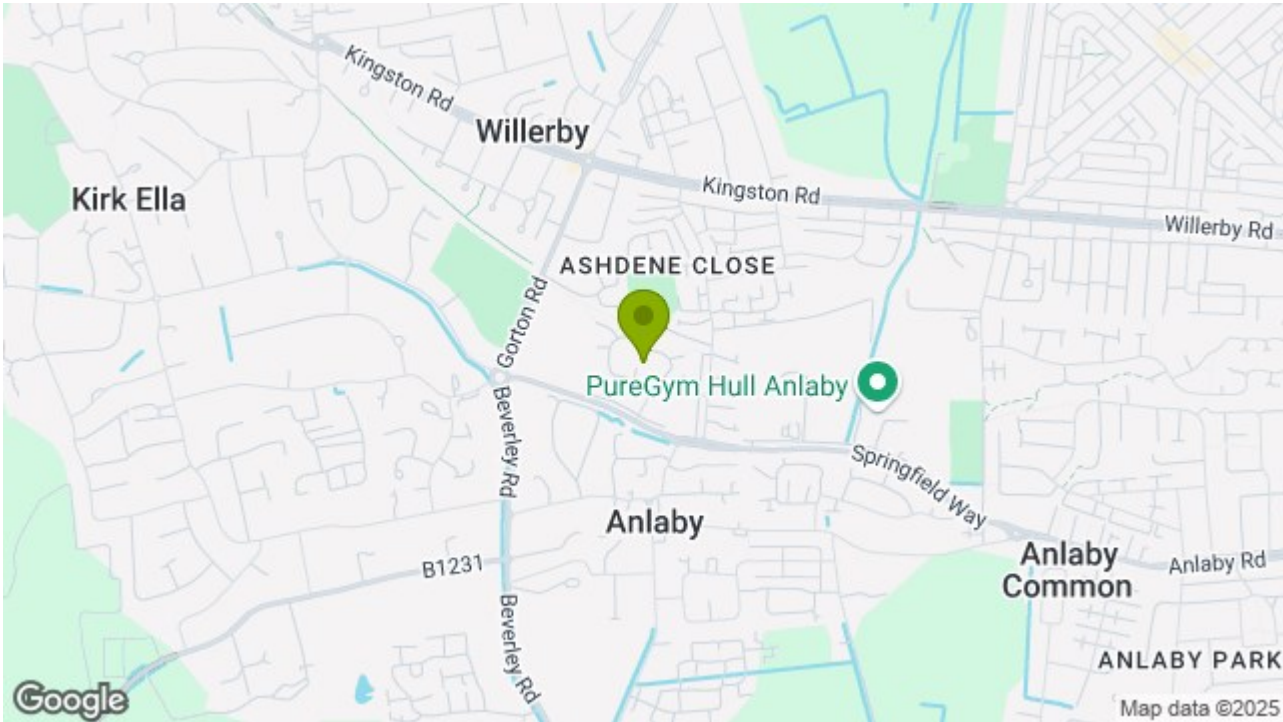 Kingston Rd
Willerby
Kirk Ella
Kingston Rd
Willerby Rd
ASHDENE CLOSE
Gorton Rd
PureGym Hull Anlaby
Beverley Rd
Springfield Way
Anlaby
Anlaby
Common
Anlaby Rd
B1231
Beverley Rd
ANLABY PARK
Google
Map data ©2025